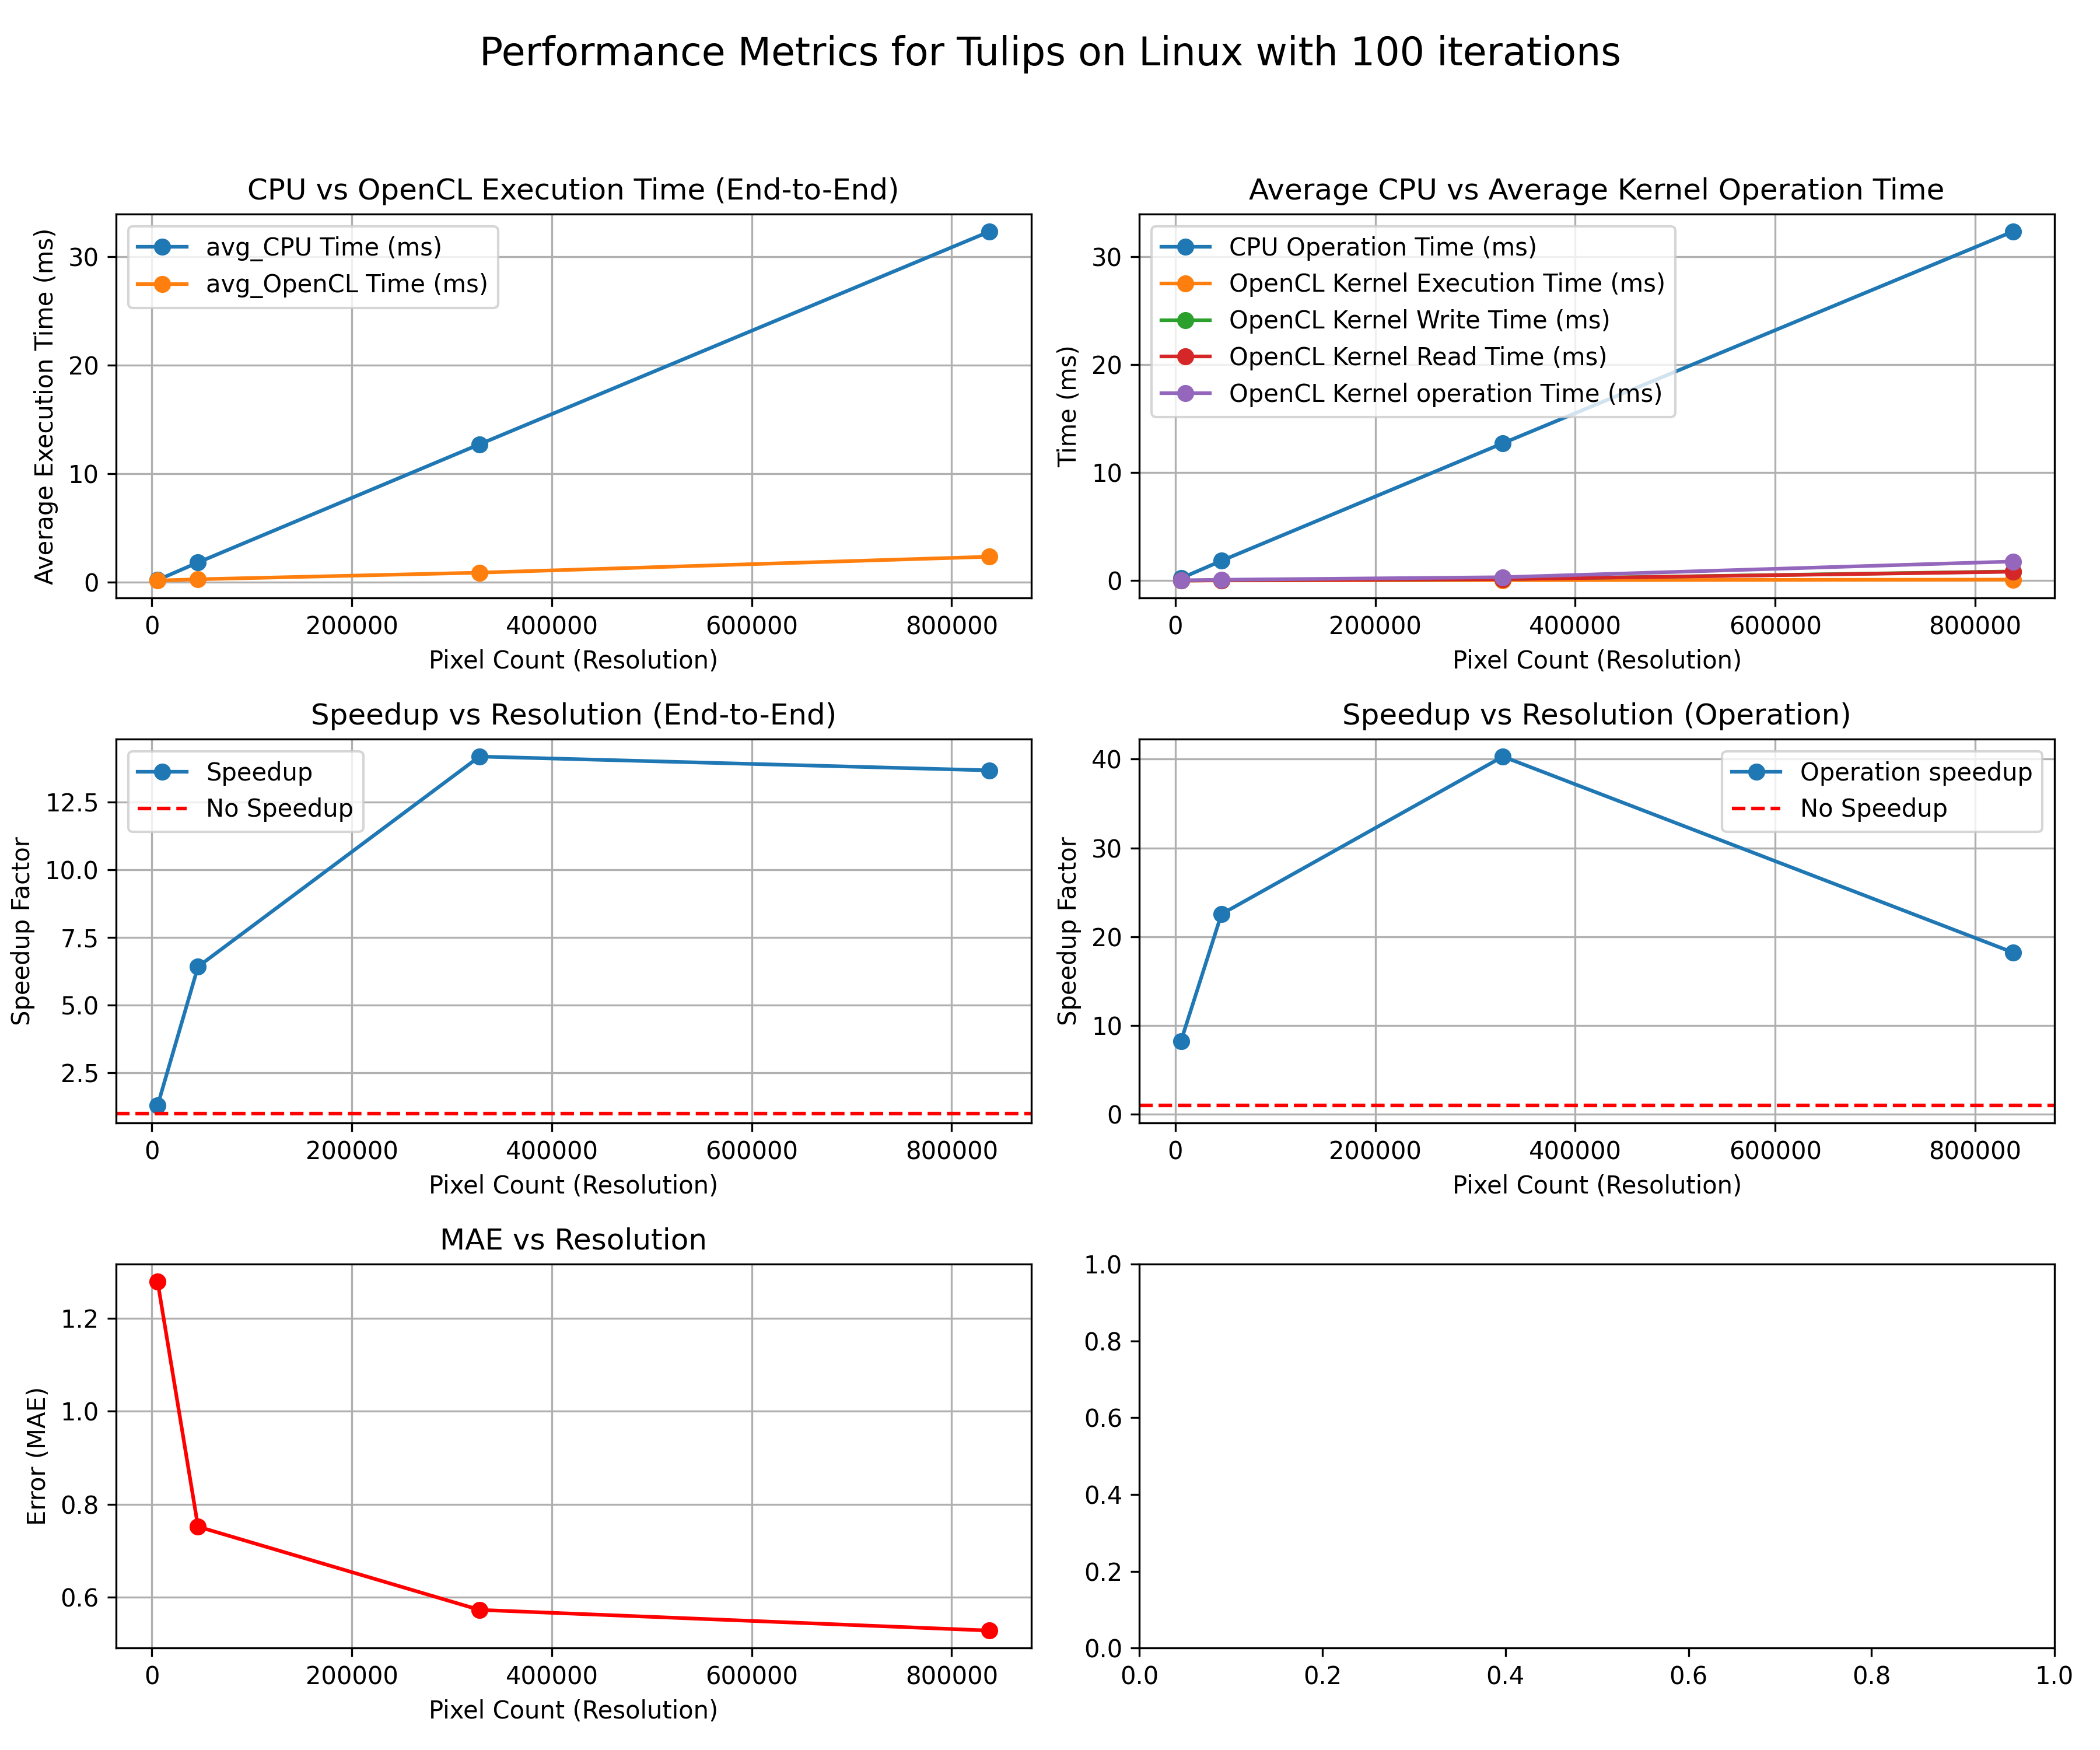 Performance Metrics for Tulips on Linux with 100 iterations
CPU vs OpenCL Execution Time (End-to-End)
avg_CPU Time (ms)
avg_OpenCL Time (ms)
Average Execution Time (ms)
30
20
10
0
0 200000 400000 600000 800000
Pixel Count (Resolution)
Average CPU vs Average Kernel Operation Time
CPU Operation Time (ms)
OpenCL Kernel Execution Time (ms)
OpenCL Kernel Write Time (ms)
OpenCL Kernel Read Time (ms)
OpenCL Kernel operation Time (ms)
Time (ms)
30
20
10
0
0 200000 400000 600000 800000
Pixel Count (Resolution)
Speedup vs Resolution (End-to-End)
Speedup
No Speedup
Speedup Factor
12.5
10.0
7.5
5.0
2.5
0 200000 400000 600000 800000
Pixel Count (Resolution)
Speedup vs Resolution (Operation)
Operation speedup
No Speedup
Speedup Factor
40
30
20
10
0
0 200000 400000 600000 800000
Pixel Count (Resolution)
MAE vs Resolution
Error (MAE)
1.2
1.0
0.8
0.6
0 200000 400000 600000 800000
Pixel Count (Resolution)
1.0
0.8
0.6
0.4
0.2
0.0
0.0 0.2 0.4 0.6 0.8 1.0